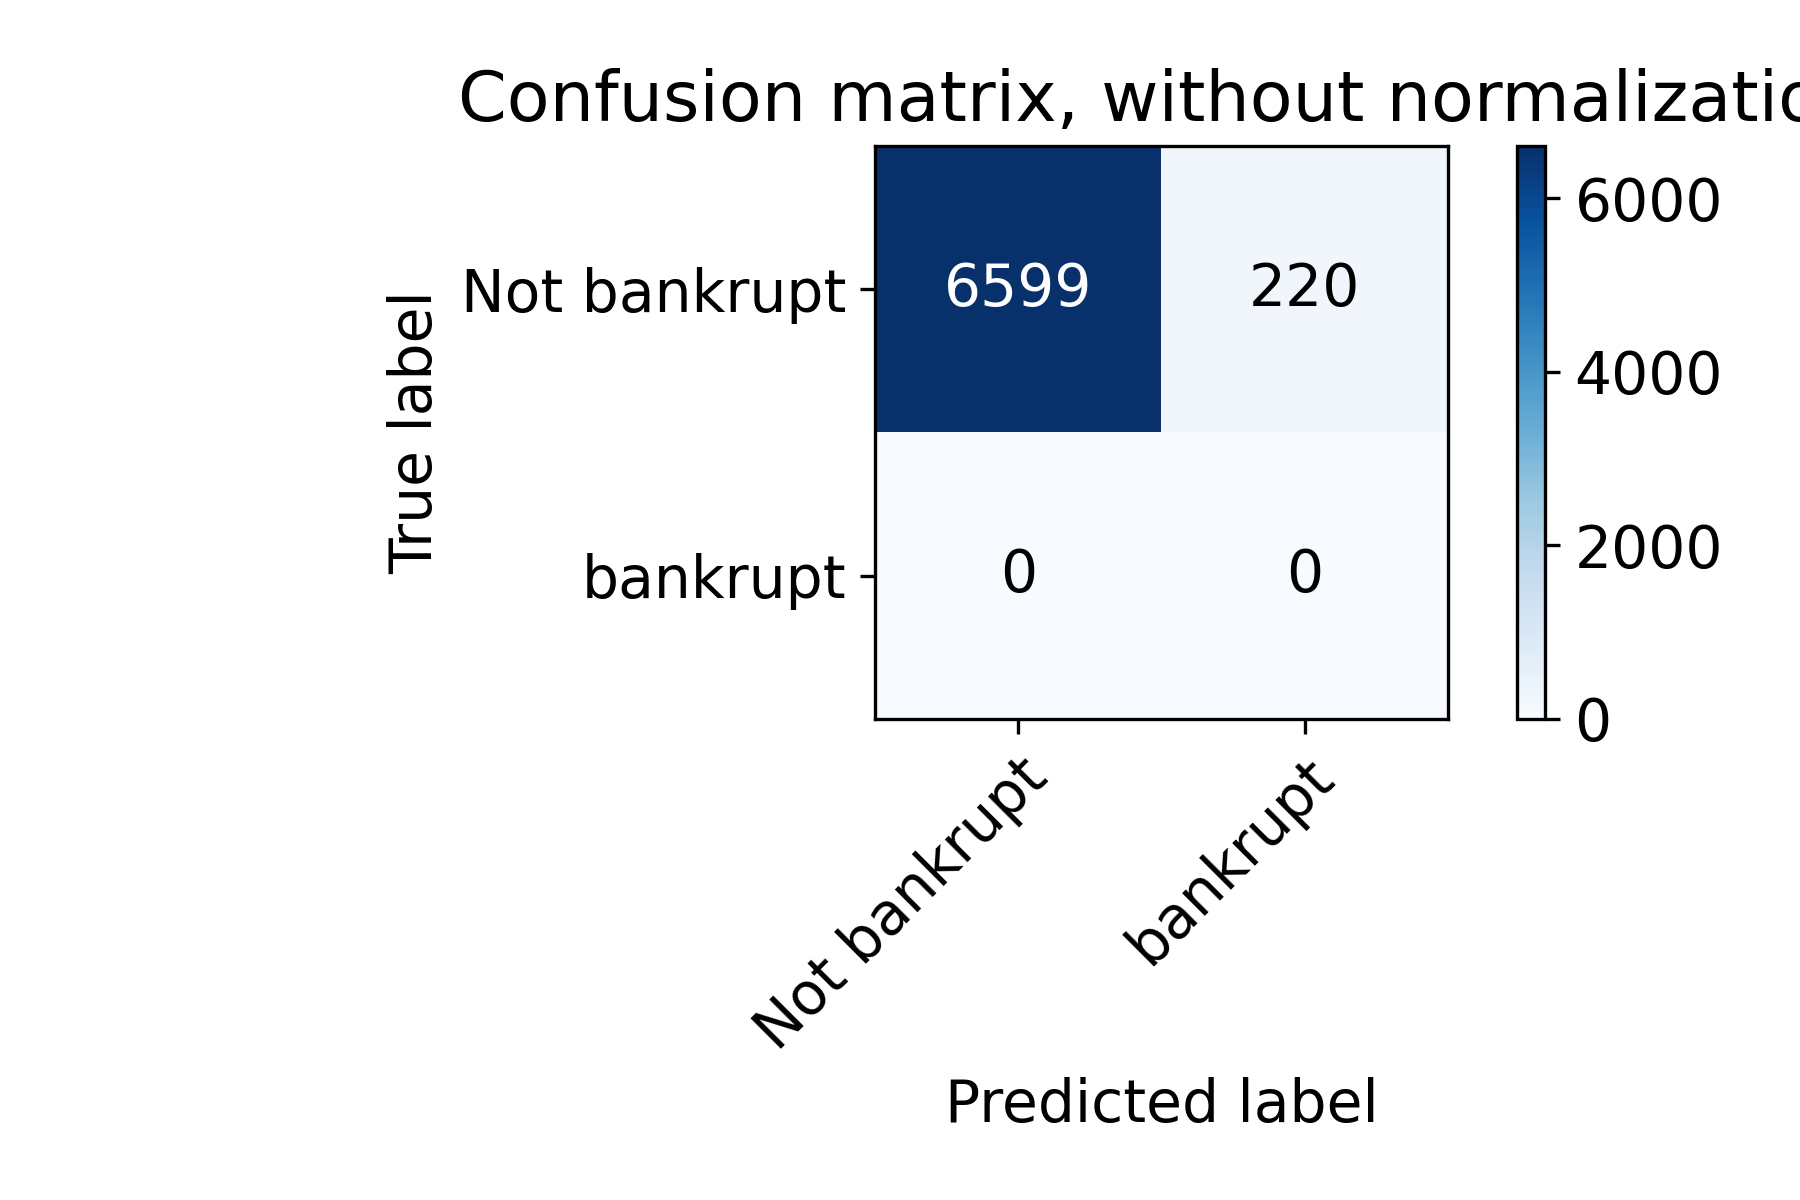 Confusion matrix, without normalizatio
True label
Not bankrupt
6599
220
bankrupt
0
0
6000
4000
2000
0
Not bankrupt
bankrupt
Predicted label